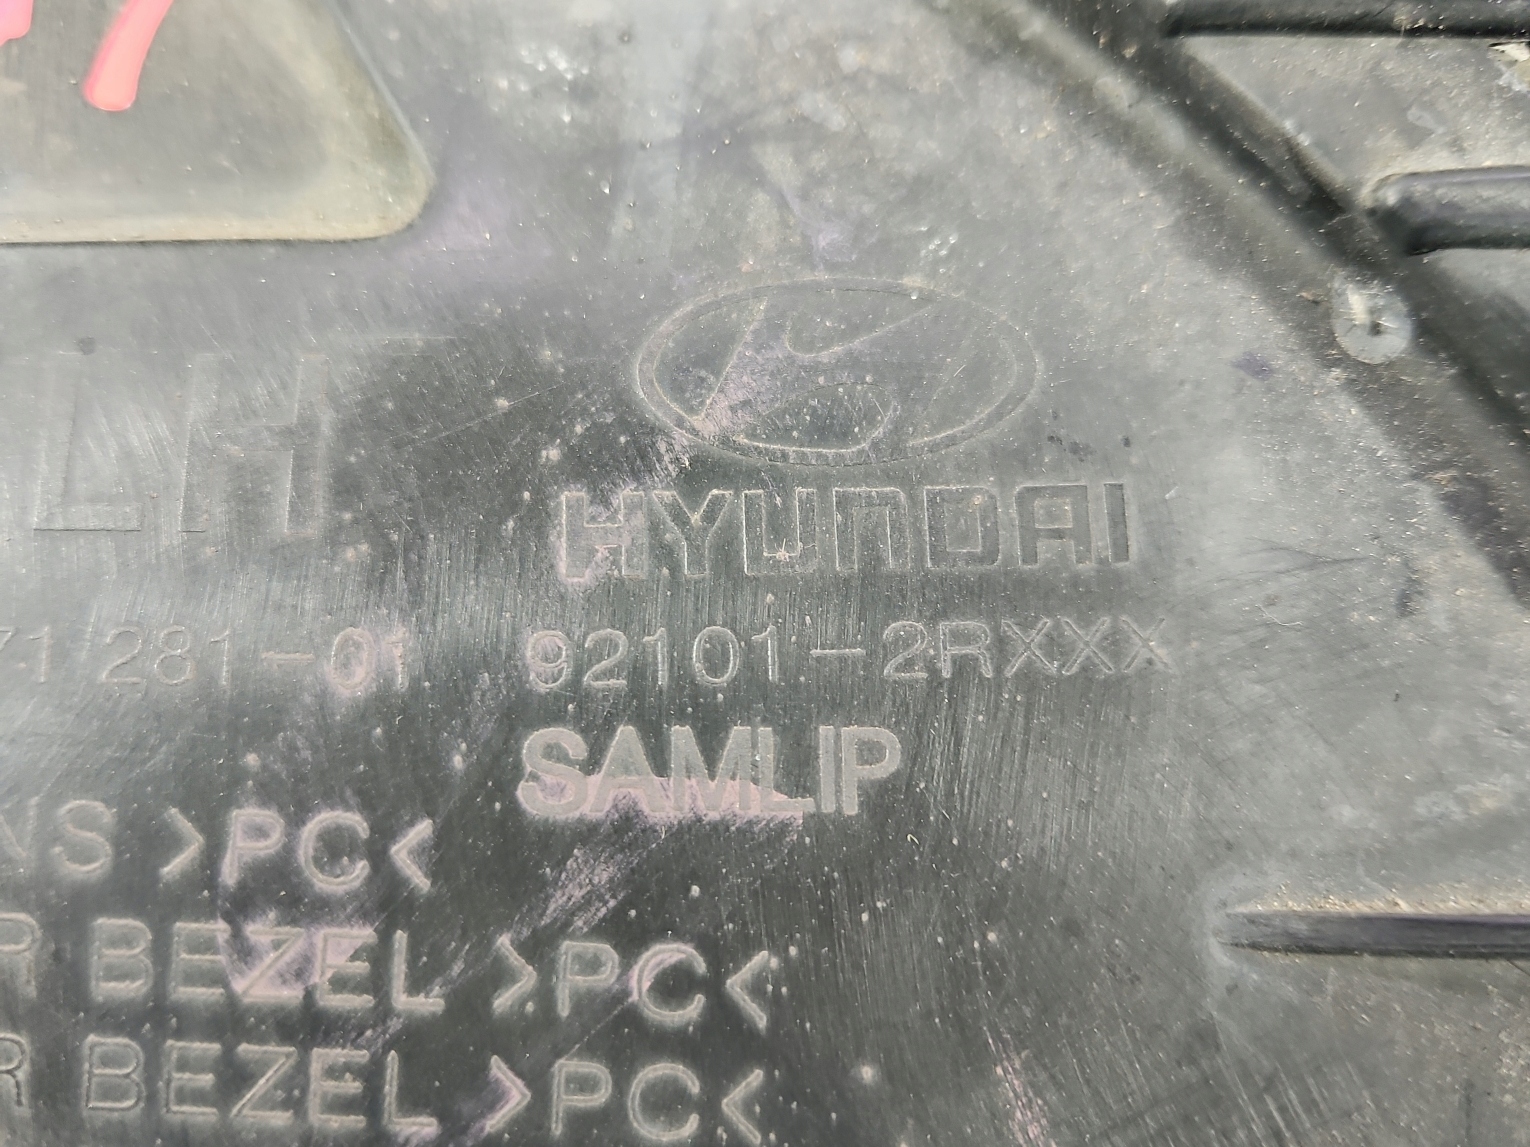 LH
HYUNDAI
71 281-01 92101-2RXXX
SAMLIP
NS >PC<
R BEZEL >PC<
R BEZEL >PC<